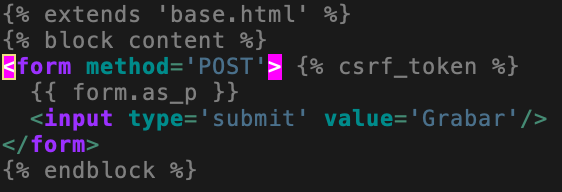 {% extends 'base.html' %}
{% block content %}
<form method='POST'> {% csrf_token %}
  {{ form.as_p }}
  <input type='submit' value='Grabar'/>
</form>
{% endblock %}